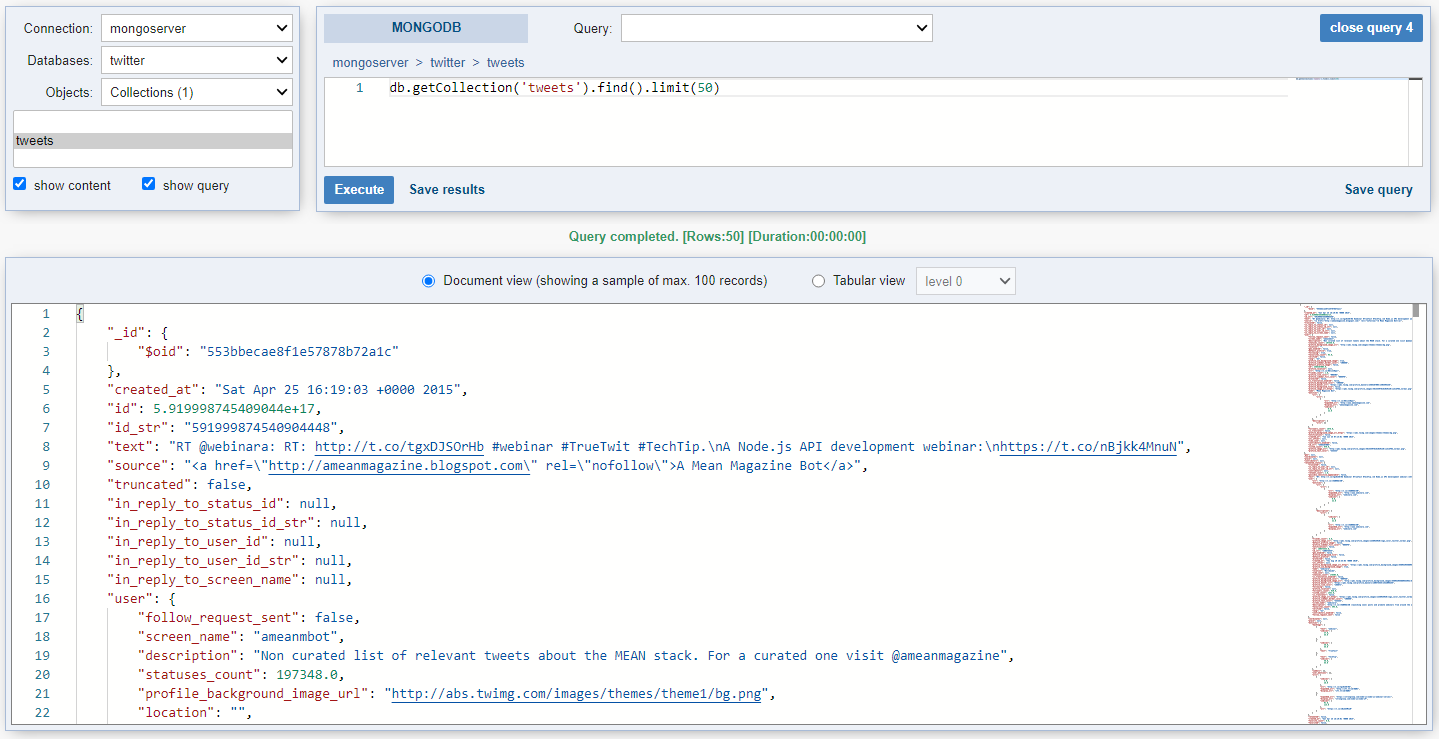 Connection: mongoserver
Databases: twitter
Objects: Collections (1)
tweets
show content show query
MONGODB Query: close query 4
mongoserver > twitter > tweets
1 db.getCollection('tweets').find().limit(50)
Execute Save results Save query
Query completed. [Rows:50] [Duration:00:00:00]
Document view (showing a sample of max. 100 records) Tabular view level 0
1 {
2 "_id": {
3 "$oid": "553bbecae8f1e57878b72a1c"
4 },
5 "created_at": "Sat Apr 25 16:19:03 +0000 2015",
6 "id": 5.919998745409044e+17,
7 "id_str": "591999874540904448",
8 "text": "RT @webinara: RT: http://t.co/tgxDJSOrHb #webinar #TrueTwit #TechTip.\nA Node.js API development webinar:\nhttps://t.co/nBjkk4MnuN",
9 "source": "<a href=\"http://ameanmagazine.blogspot.com\" rel=\"nofollow\">A Mean Magazine Bot</a>",
10 "truncated": false,
11 "in_reply_to_status_id": null,
12 "in_reply_to_status_id_str": null,
13 "in_reply_to_user_id": null,
14 "in_reply_to_user_id_str": null,
15 "in_reply_to_screen_name": null,
16 "user": {
17 "follow_request_sent": false,
18 "screen_name": "ameanmbot",
19 "description": "Non curated list of relevant tweets about the MEAN stack. For a curated one visit @ameanmagazine",
20 "statuses_count": 197348.0,
21 "profile_background_image_url": "http://abs.twimg.com/images/themes/theme1/bg.png",
22 "location": "",